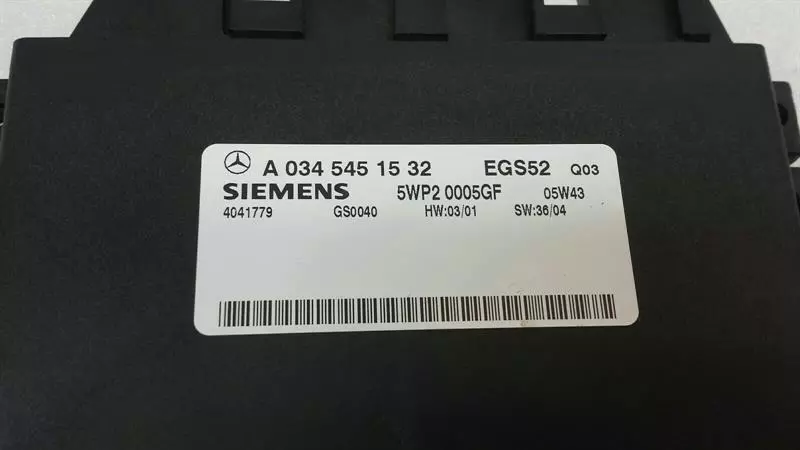 A 034 545 15 32 EGS52 Q03
SIEMENS 5WP2 0005GF 05W43
4041779 GS0040 HW:03/01 SW:36/04